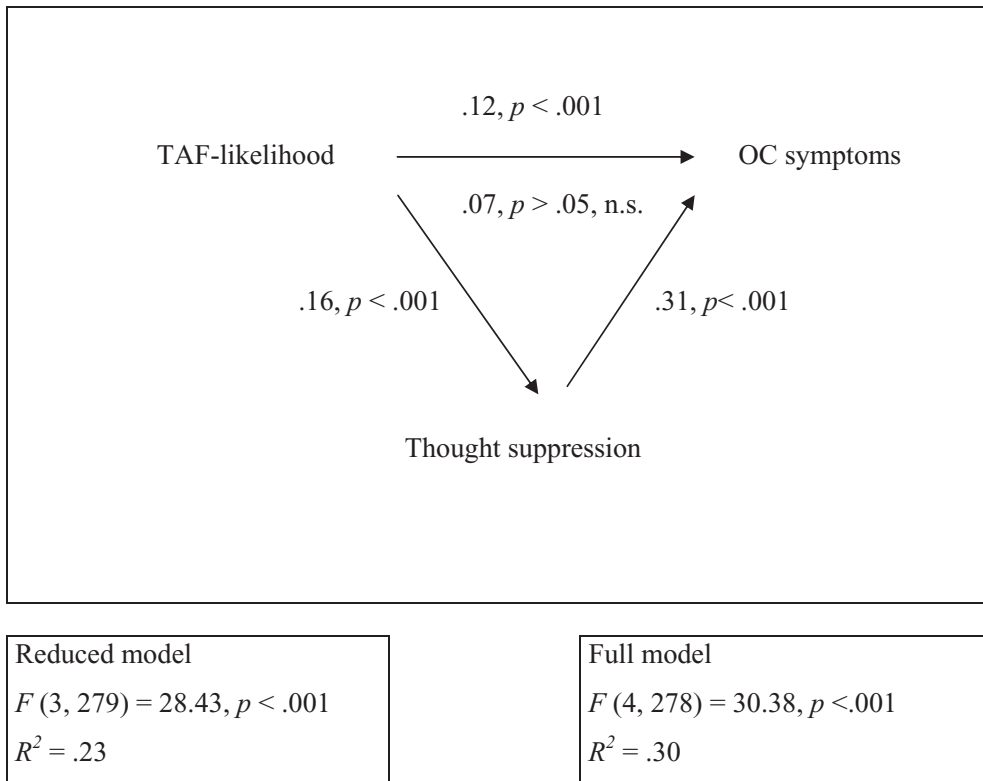 .12, p < .001
TAF-likelihood OC symptoms
.07, p > .05, n.s.
.16, p < .001 .31, p< .001
Thought suppression
Reduced model
F (3, 279) = 28.43, p < .001
R² = .23
Full model
F (4, 278) = 30.38, p <.001
R² = .30